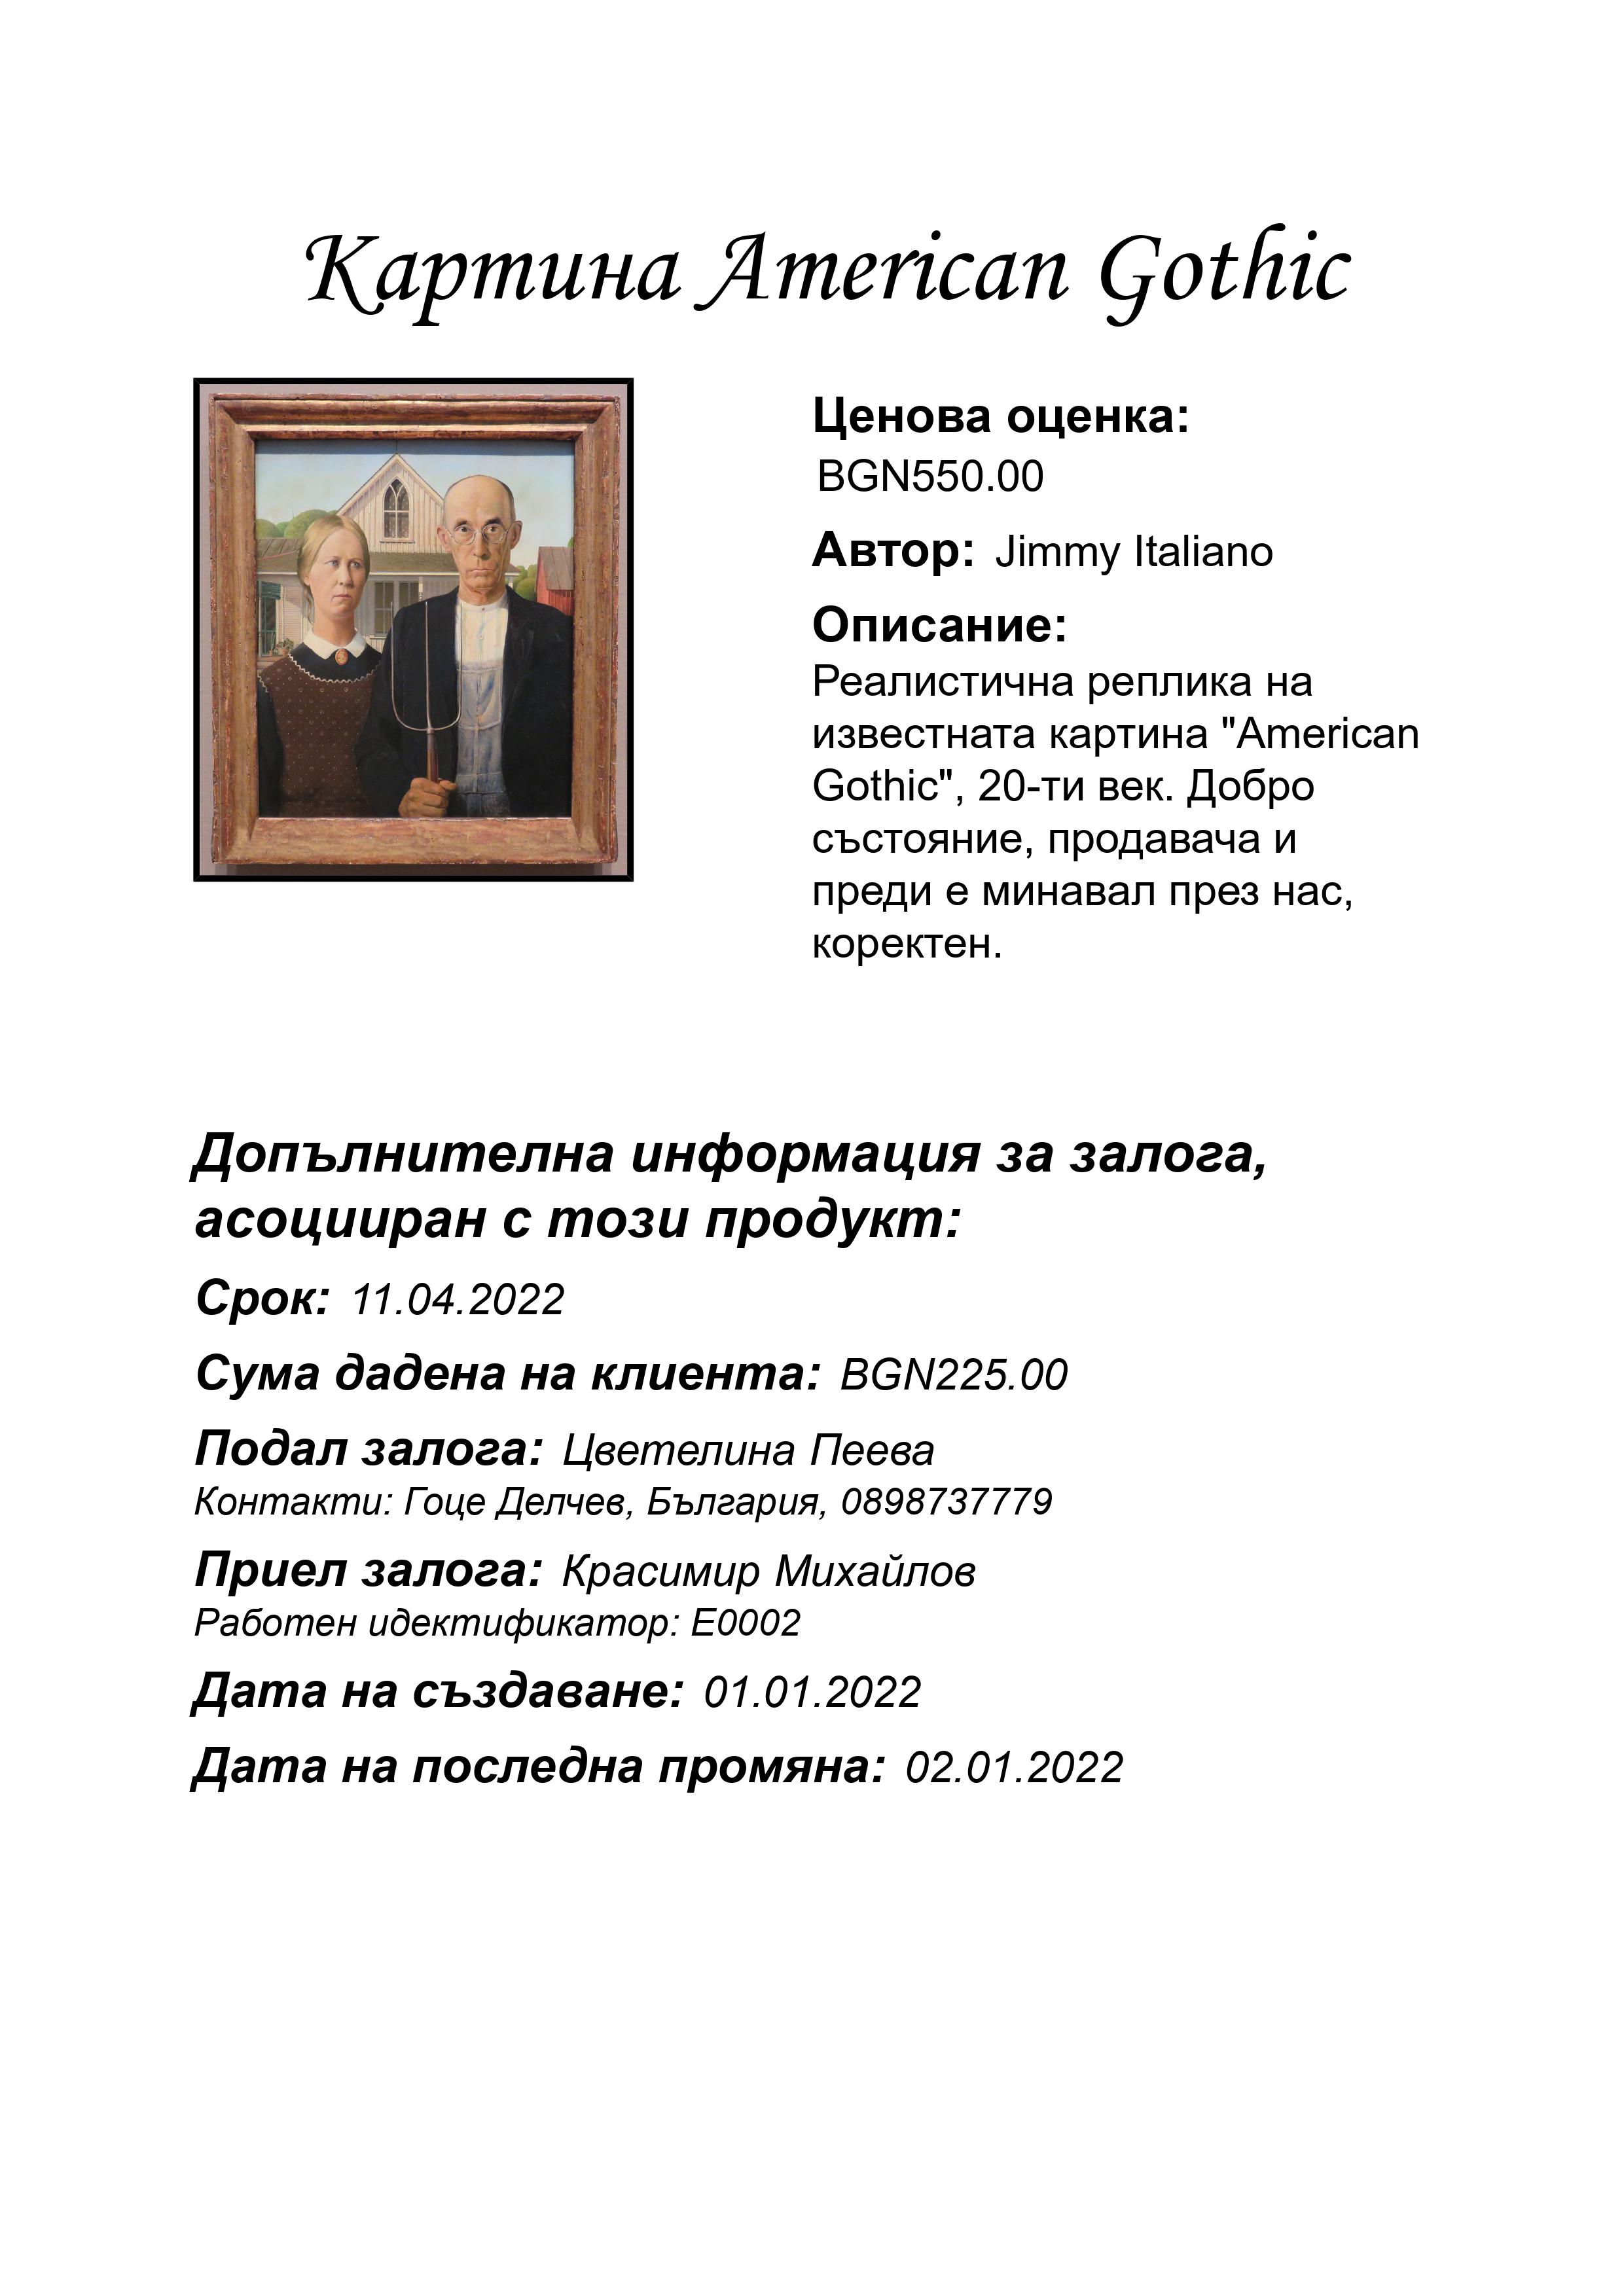 Картина American Gothic
Ценова оценка:
BGN550.00
Автор: Jimmy Italiano
Описание:
Реалистична реплика на
известната картина "American
Gothic", 20-ти век. Добро
състояние, продавача и
преди е минавал през нас,
коректен.
Допълнителна информация за залога,
асоцииран с този продукт:
Срок: 11.04.2022
Сума дадена на клиента: BGN225.00
Подал залога: Цветелина Пеева
Контакти: Гоце Делчев, България, 0898737779
Приел залога: Красимир Михайлов
Работен идектификатор: E0002
Дата на създаване: 01.01.2022
Дата на последна промяна: 02.01.2022